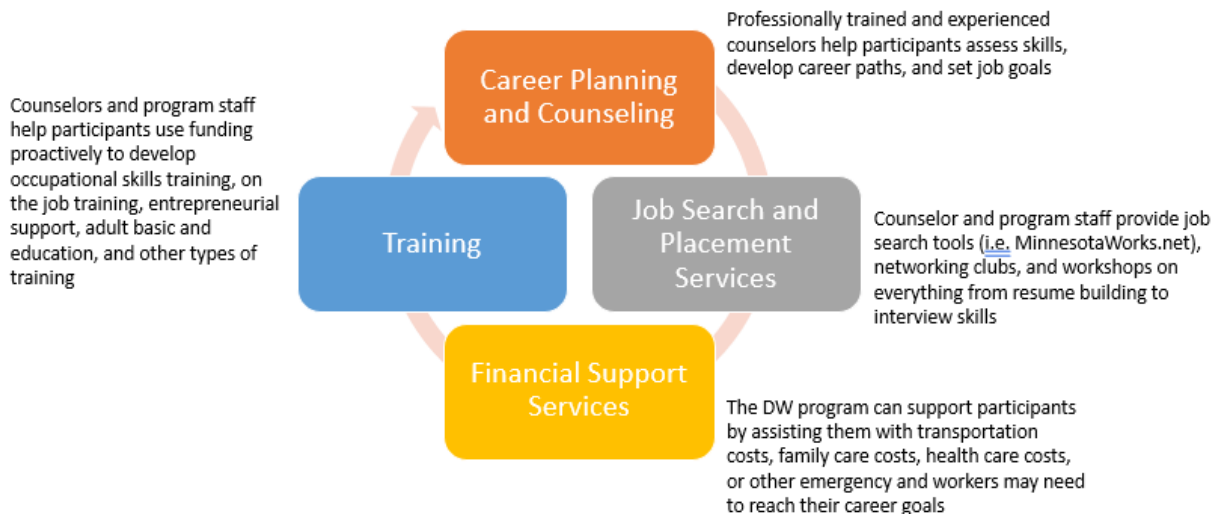 Professionally trained and experienced
counselors help participants assess skills,
develop career paths, and set job goals
Career Planning
and Counseling
Counselors and program staff
help participants use funding
proactively to develop
occupational skills training, on
the job training, entrepreneurial
support, adult basic and
education, and other types of
training
Training
Job Search and
Placement
Services
Counselor and program staff provide job
search tools (i.e. MinnesotaWorks.net),
networking clubs, and workshops on
everything from resume building to
interview skills
Financial Support
Services
The DW program can support participants
by assisting them with transportation
costs, family care costs, health care costs,
or other emergency and workers may need
to reach their career goals